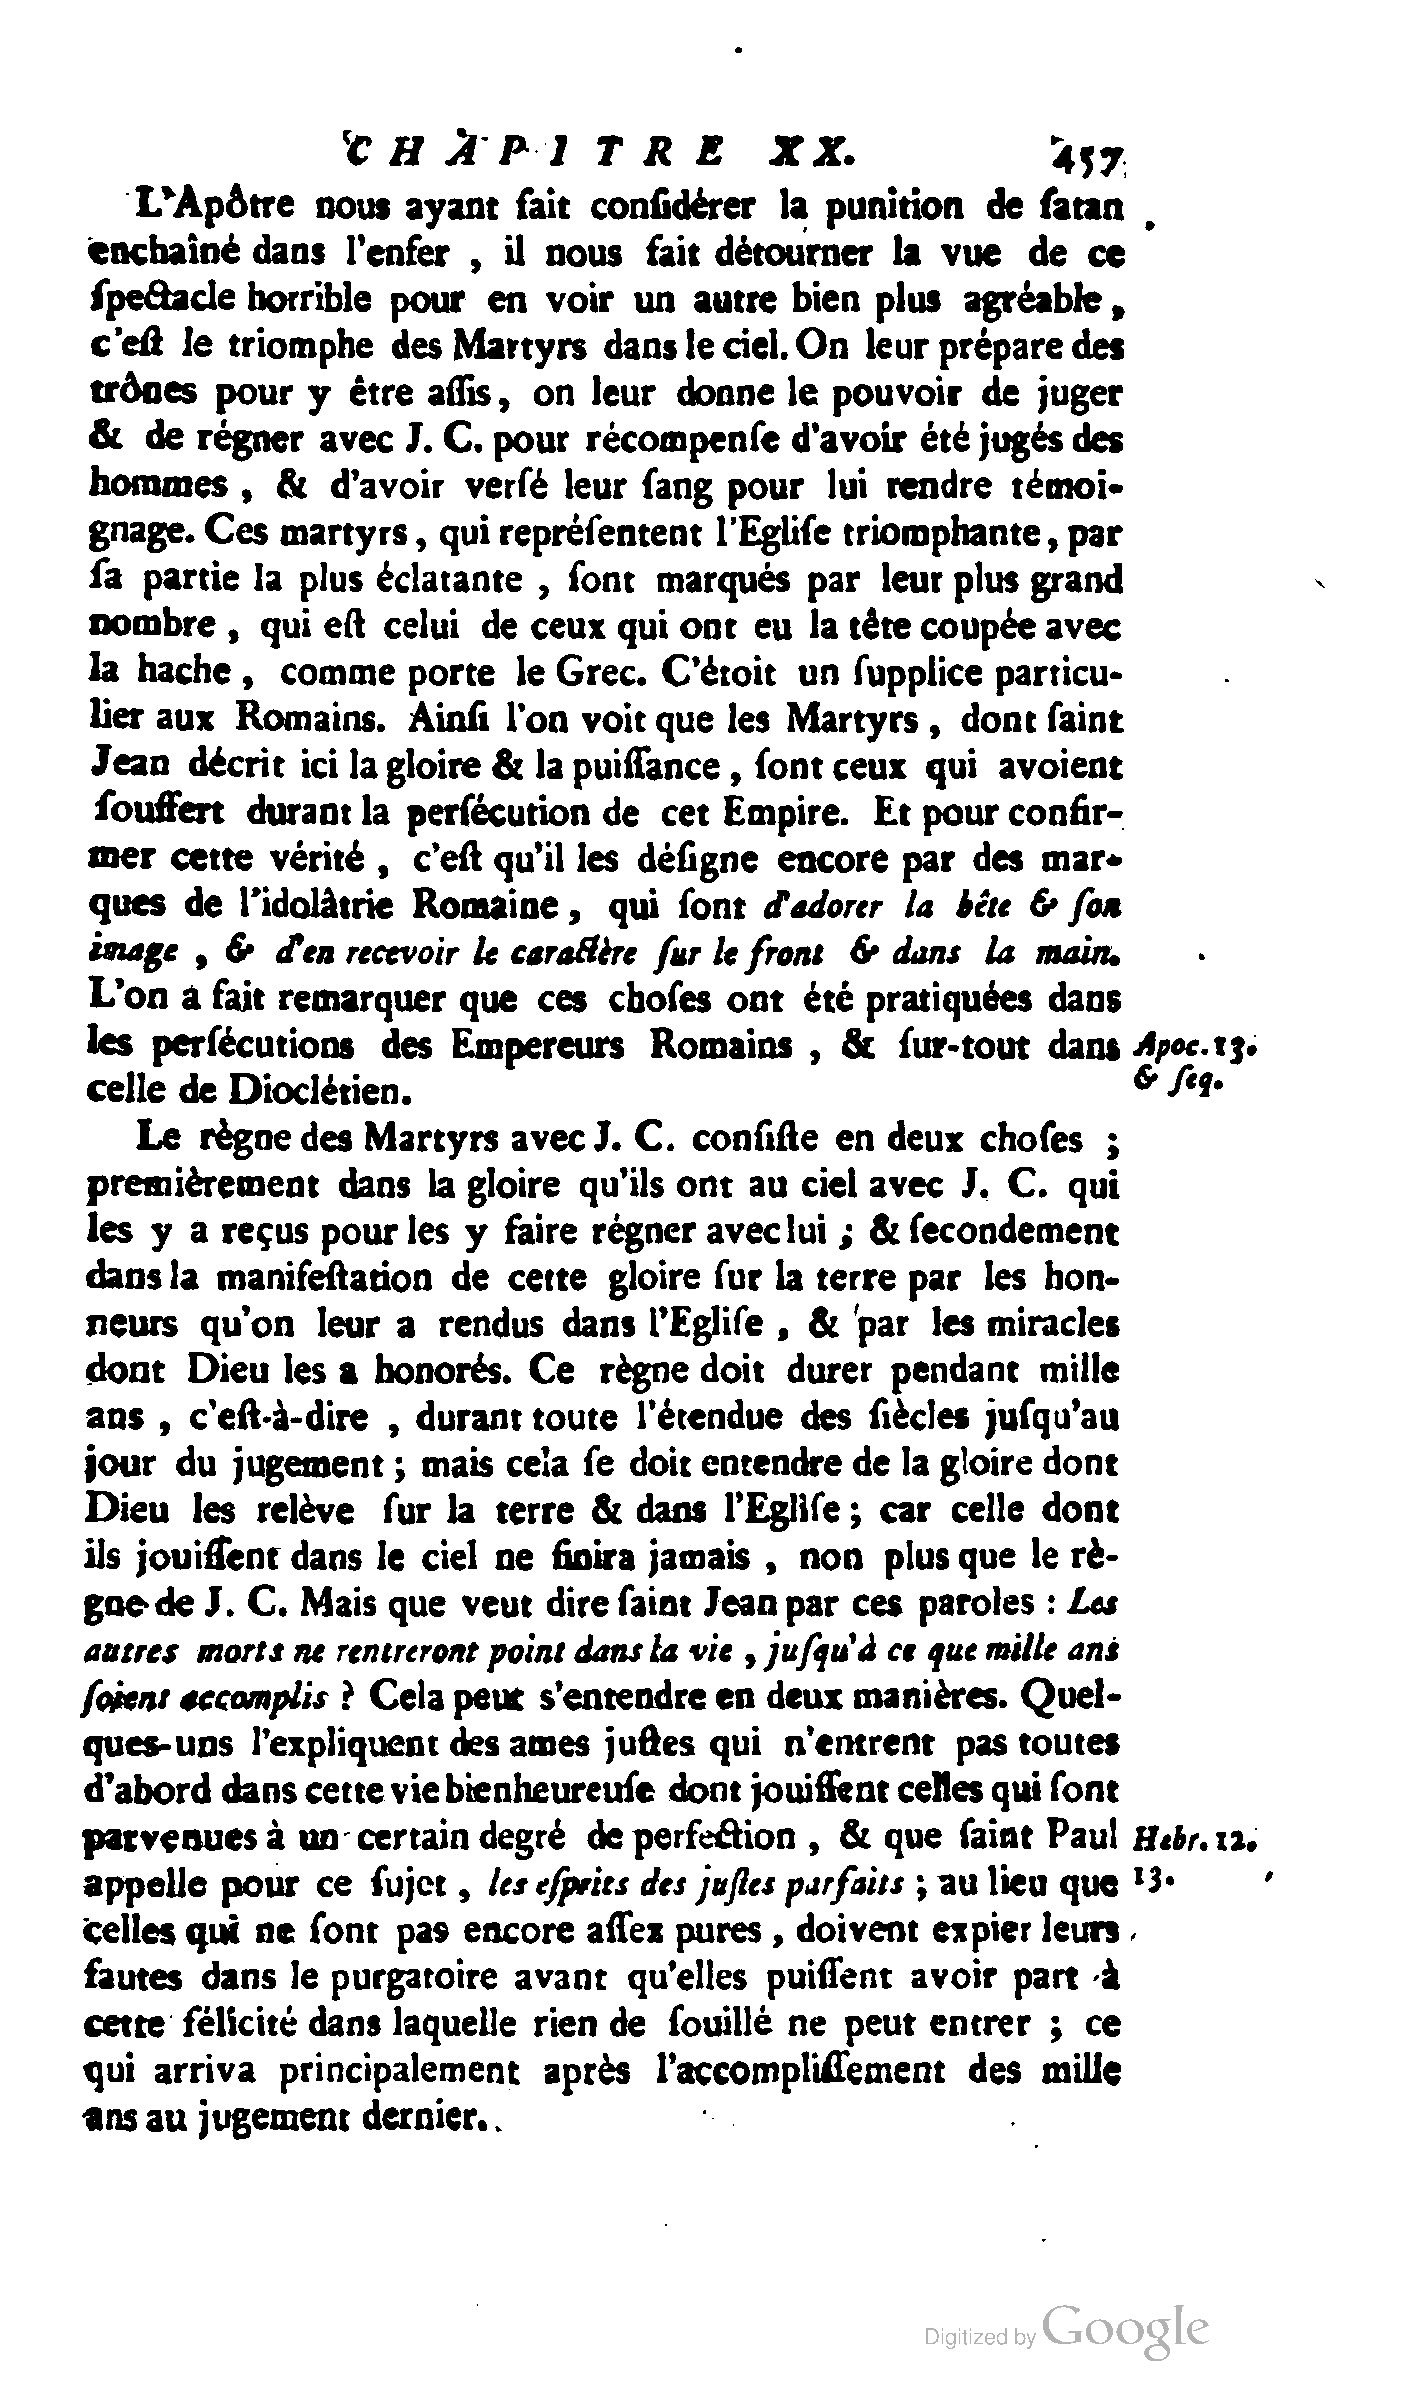 CHAPITRE XX. 457
L'Apôtre nous ayant fait conſidérer la punition de ſatan
enchaîné dans l'enfer , il nous fait détourner la vue de ce
ſpectacle horrible pour en voir un autre bien plus agréable ,
c'eſt le triomphe des Martyrs dans le ciel. On leur prépare des
trônes pour y être aſſis, on leur donne le pouvoir de juger
& de régner avec J. C. pour récompenſe d'avoir été jugés des
hommes , & d'avoir verſé leur ſang pour lui rendre témoi-
gnage. Ces martyrs, qui repréſentent l'Egliſe triomphante, par
ſa partie la plus éclatante , ſont marqués par leur plus grand
nombre , qui eſt celui de ceux qui ont eu la tête coupée avec
la hache , comme porte le Grec. C'étoit un ſupplice particu-
lier aux Romains. Ainſi l'on voit que les Martyrs , dont ſaint
Jean décrit ici la gloire & la puiſſance , ſont ceux qui avoient
ſouffert durant la perſécution de cet Empire. Et pour confir-
mer cette vérité , c'eſt qu'il les déſigne encore par des mar-
ques de l'idolâtrie Romaine , qui ſont d'adorer la bête & ſon
image , & d'en recevoir le caractère ſur le front & dans la main.
L'on a fait remarquer que ces choſes ont été pratiquées dans
les perſécutions des Empereurs Romains , & ſur-tout dans Apoc. 13.
celle de Dioclétien. & ſeq.
Le règne des Martyrs avec J. C. conſiſte en deux choſes ;
premièrement dans la gloire qu'ils ont au ciel avec J. C. qui
les y a reçus pour les y faire régner avec lui ; & ſecondement
dans la manifeſtation de cette gloire ſur la terre par les hon-
neurs qu'on leur a rendus dans l'Egliſe , & par les miracles
dont Dieu les a honorés. Ce règne doit durer pendant mille
ans , c'eſt-à-dire , durant toute l'étendue des ſiècles juſqu'au
jour du jugement ; mais cela ſe doit entendre de la gloire dont
Dieu les relève ſur la terre & dans l'Egliſe ; car celle dont
ils jouiſſent dans le ciel ne finira jamais , non plus que le rè-
gne de J. C. Mais que veut dire ſaint Jean par ces paroles : Les
autres morts ne rentreront point dans la vie , juſqu'à ce que mille ans
ſoient accomplis ? Cela peut s'entendre en deux manières. Quel-
ques-uns l'expliquent des ames juſtes qui n'entrent pas toutes
d'abord dans cette vie bienheureuſe dont jouiſſent celles qui ſont
parvenues à un certain degré de perfection , & que ſaint Paul Hebr. 12.
appelle pour ce ſujet , les eſprits des juſtes parfaits ; au lieu que 13.
celles qui ne ſont pas encore aſſez pures , doivent expier leurs
fautes dans le purgatoire avant qu'elles puiſſent avoir part à
cette félicité dans laquelle rien de ſouillé ne peut entrer ; ce
qui arriva principalement après l'accompliſſement des mille
ans au jugement dernier.
Digitized by Google